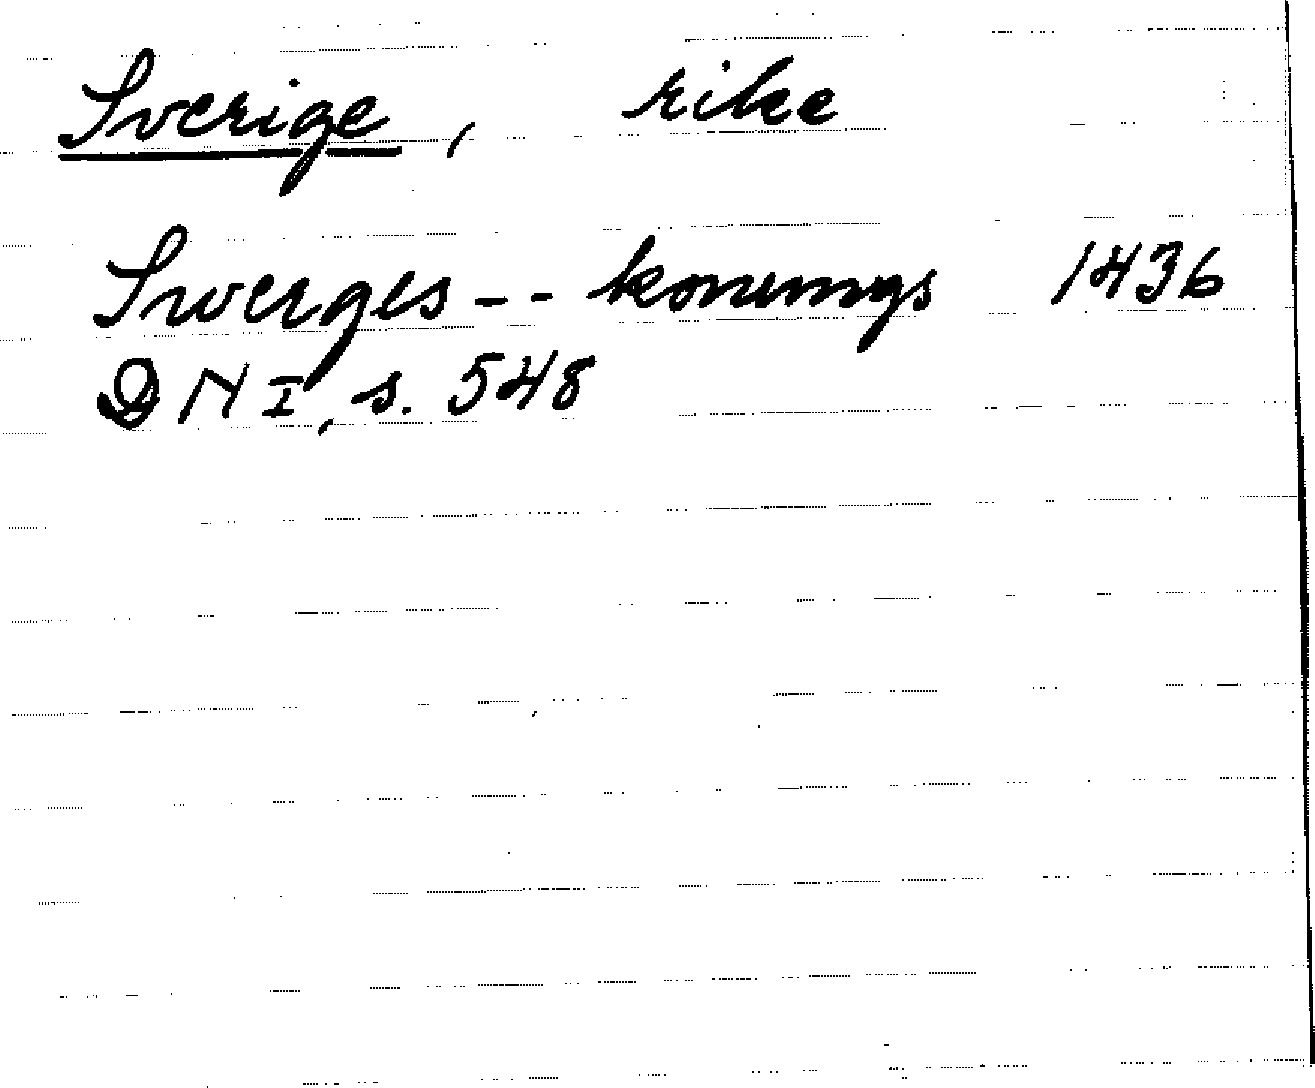 Sverige, rike
Swerges -- konungs 1436
DN I, s. 548